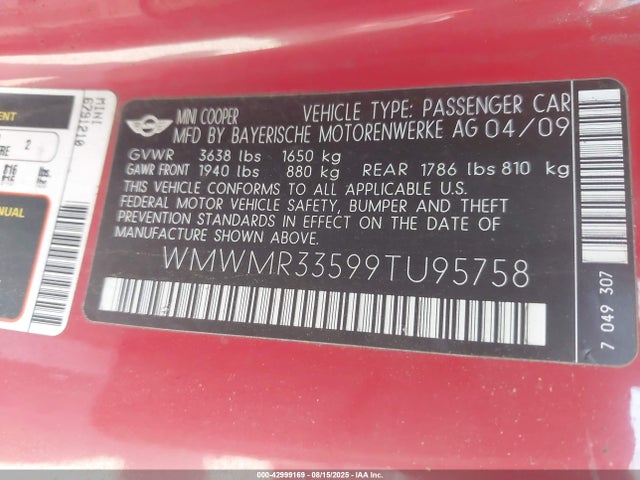 MINI COOPER VEHICLE TYPE: PASSENGER CAR
MFD BY BAYERISCHE MOTORENWERKE AG 04/09
GVWR 3638 lbs 1650 kg
GAWR FRONT 1940 lbs 880 kg REAR 1786 lbs 810 kg
THIS VEHICLE CONFORMS TO ALL APPLICABLE U.S.
FEDERAL MOTOR VEHICLE SAFETY, BUMPER AND THEFT
PREVENTION STANDARDS IN EFFECT ON THE DATE OF
MANUFACTURE SHOWN ABOVE:
WMWMR33599TU95758
7 049 307
MINI
6791210
2
000-42999169 - 08/15/2025 - IAA Inc.